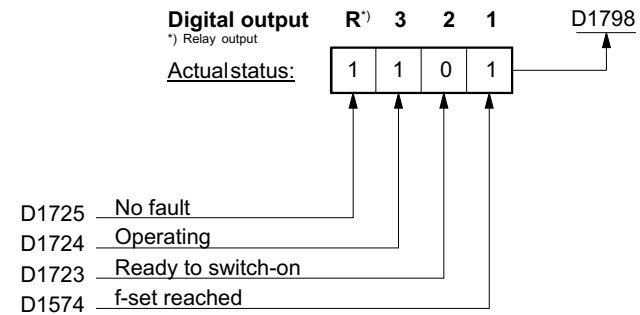 Digital output R*) 3 2 1 D1798
*) Relay output
Actualstatus: 1 1 0 1
D1725 No fault
D1724 Operating
D1723 Ready to switch-on
D1574 f-set reached